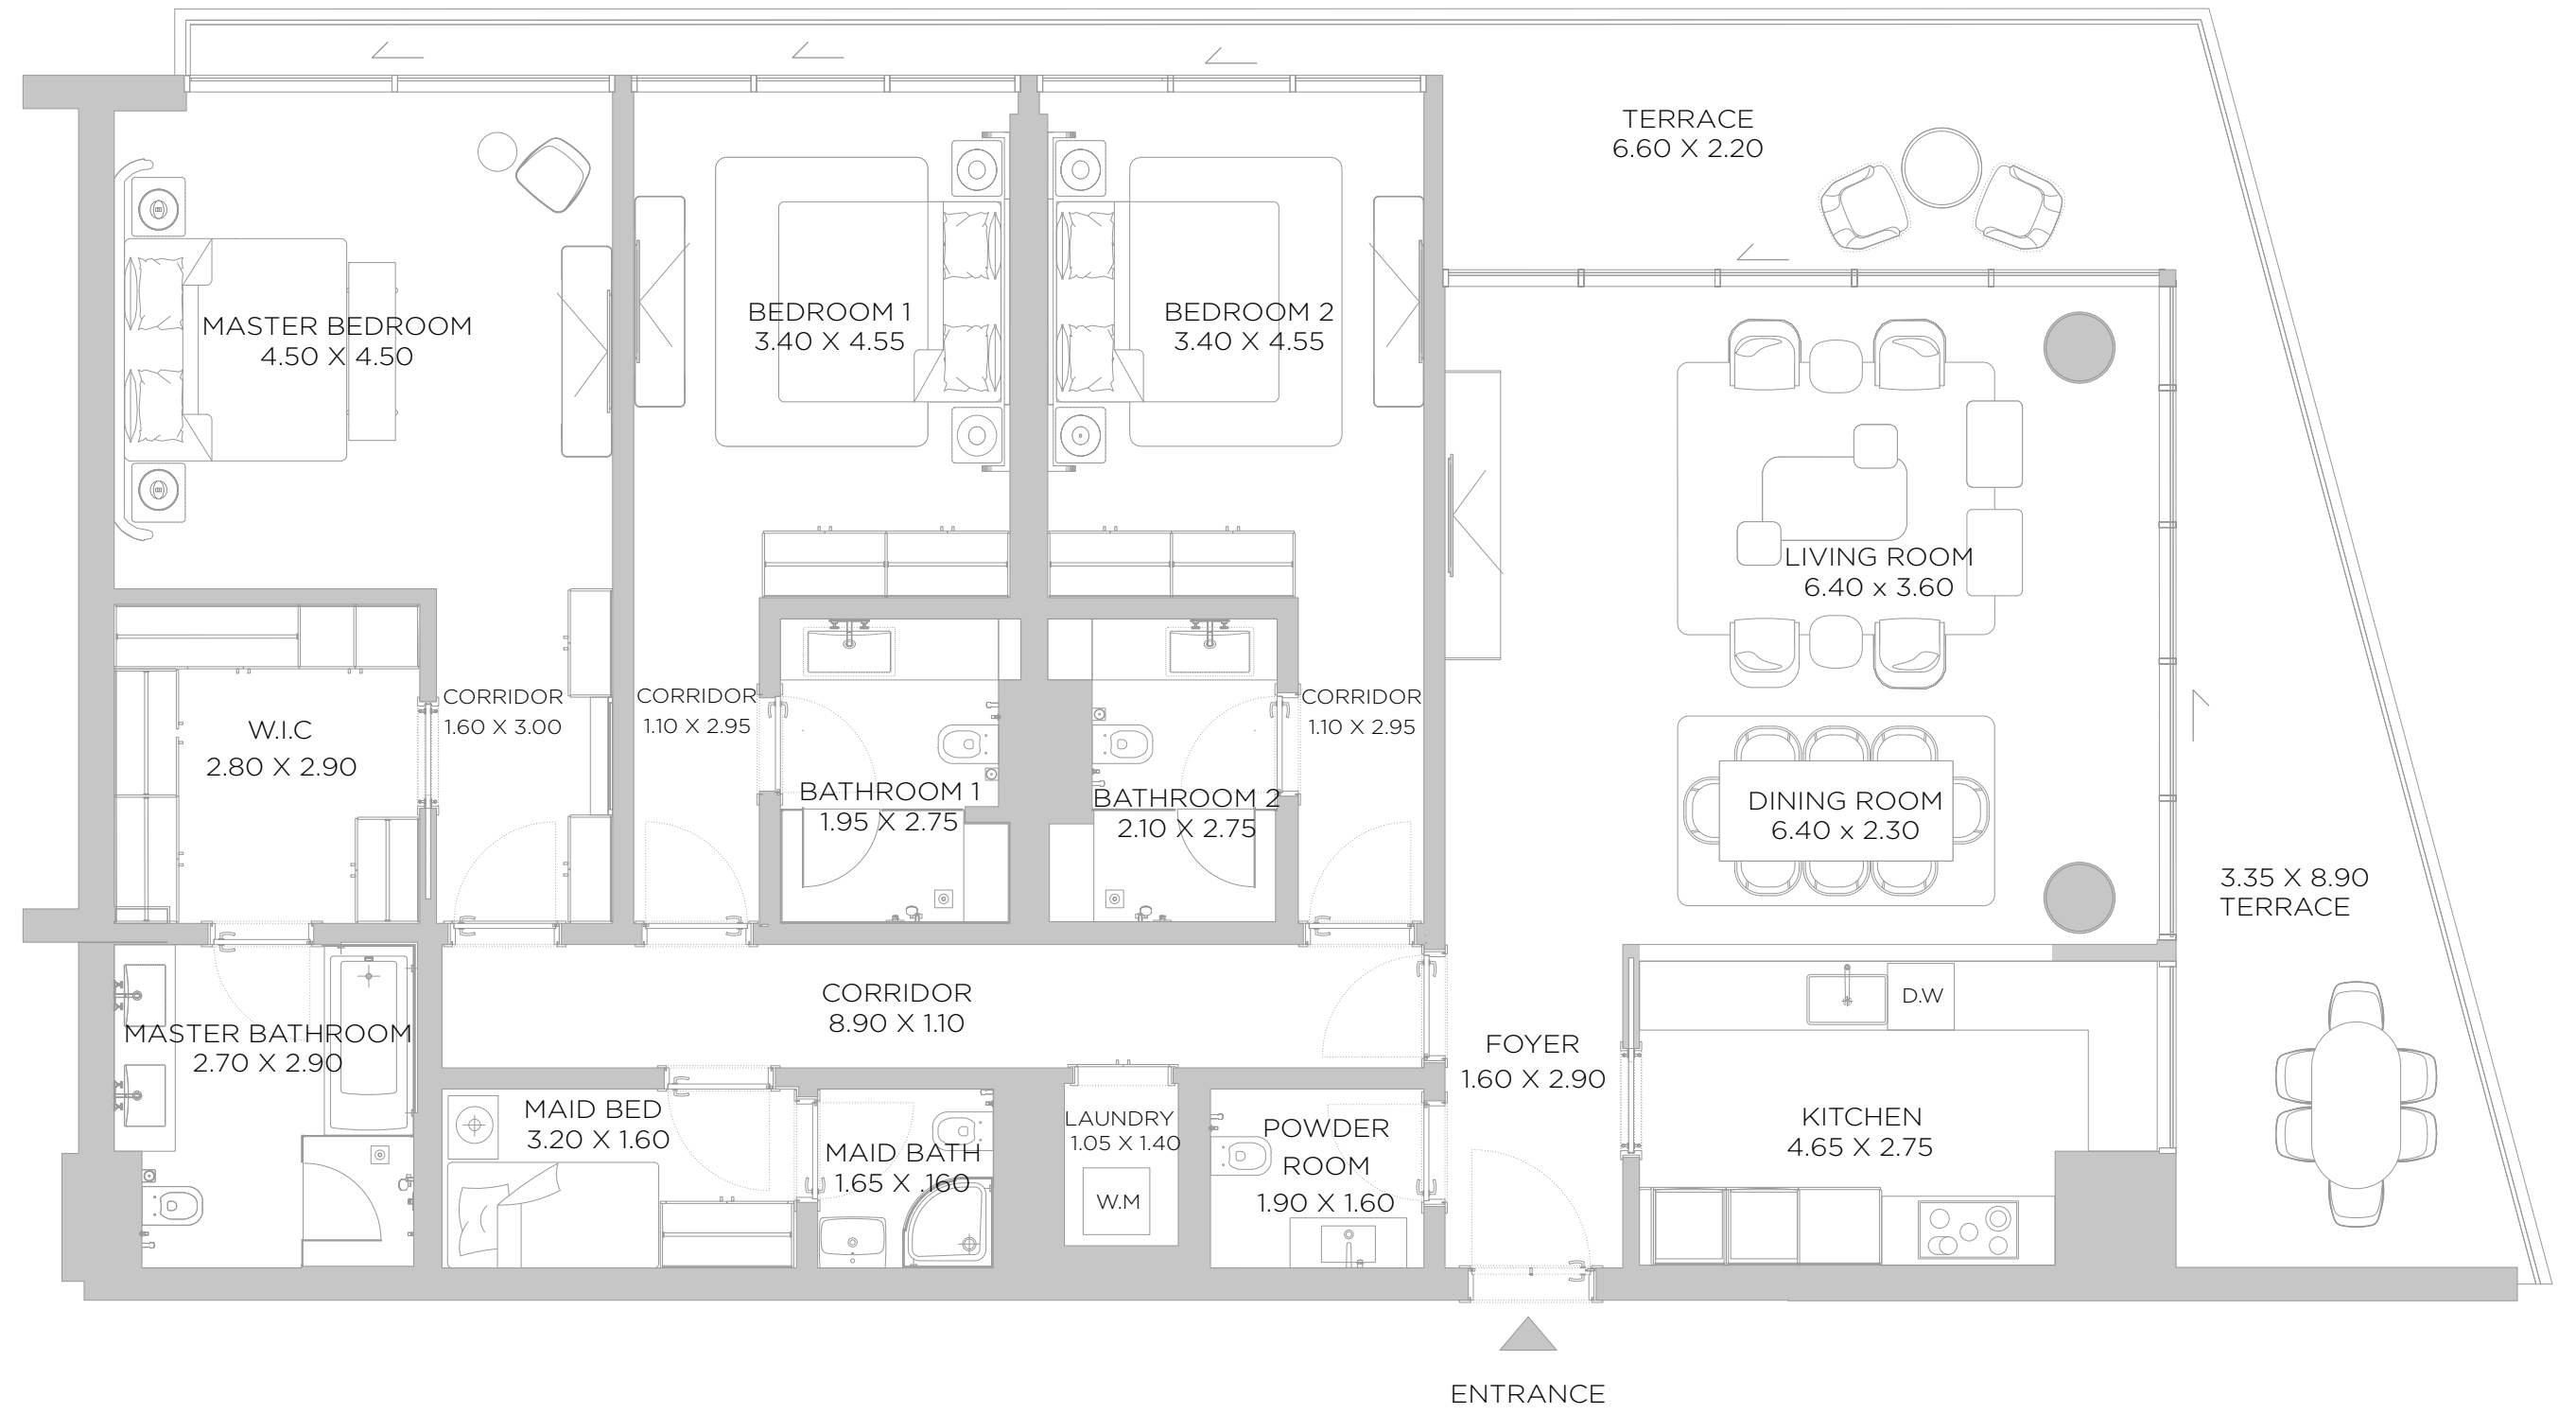 TERRACE
6.60 X 2.20
MASTER BEDROOM
4.50 X 4.50
BEDROOM 1
3.40 X 4.55
BEDROOM 2
3.40 X 4.55
LIVING ROOM
6.40 x 3.60
W.I.C
2.80 X 2.90
CORRIDOR
1.60 X 3.00
CORRIDOR
1.10 X 2.95
BATHROOM 1
1.95 X 2.75
BATHROOM 2
2.10 X 2.75
CORRIDOR
1.10 X 2.95
DINING ROOM
6.40 x 2.30
3.35 X 8.90
TERRACE
MASTER BATHROOM
2.70 X 2.90
CORRIDOR
8.90 X 1.10
D.W
FOYER
1.60 X 2.90
MAID BED
3.20 X 1.60
MAID BATH
1.65 X .160
LAUNDRY
1.05 X 1.40
W.M
POWDER
ROOM
1.90 X 1.60
KITCHEN
4.65 X 2.75
ENTRANCE